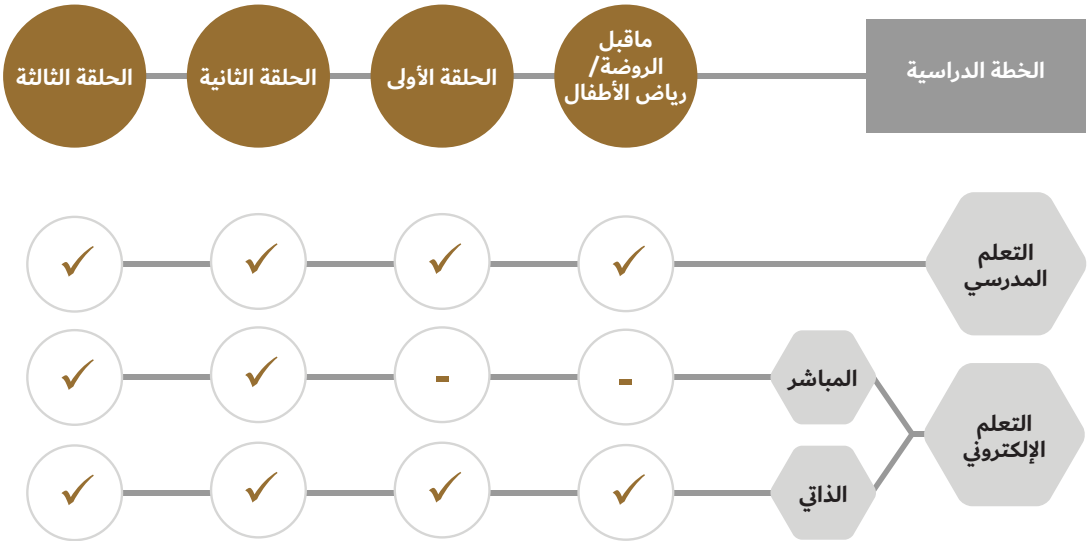 الخطة الدراسية
ماقبل
الروضة/
رياض الأطفال
الحلقة الأولى
الحلقة الثانية
الحلقة الثالثة
التعلم
المدرسي
✓
✓
✓
✓
التعلم
الإلكتروني
المباشر
-
-
✓
✓
الذاتي
✓
✓
✓
✓